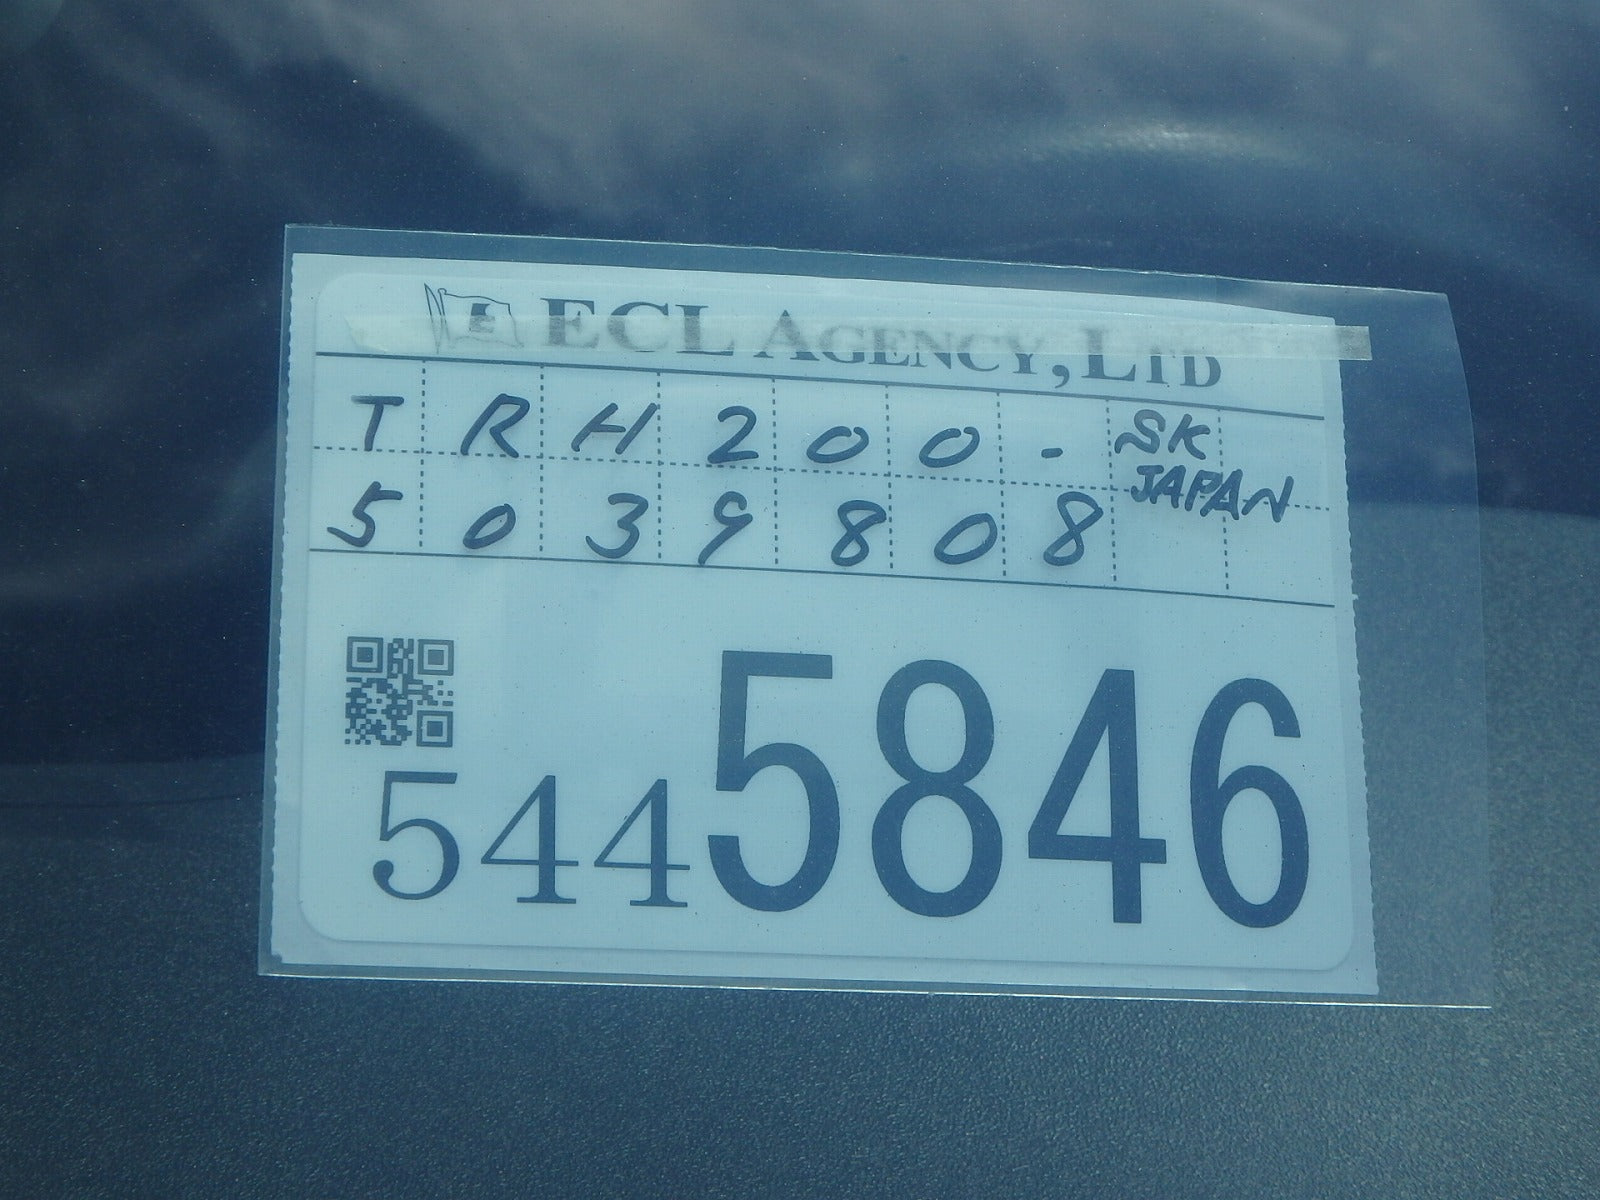 E ECL AGENCY, LTD
TRH200- SK
JAPAN
5039808
5445846